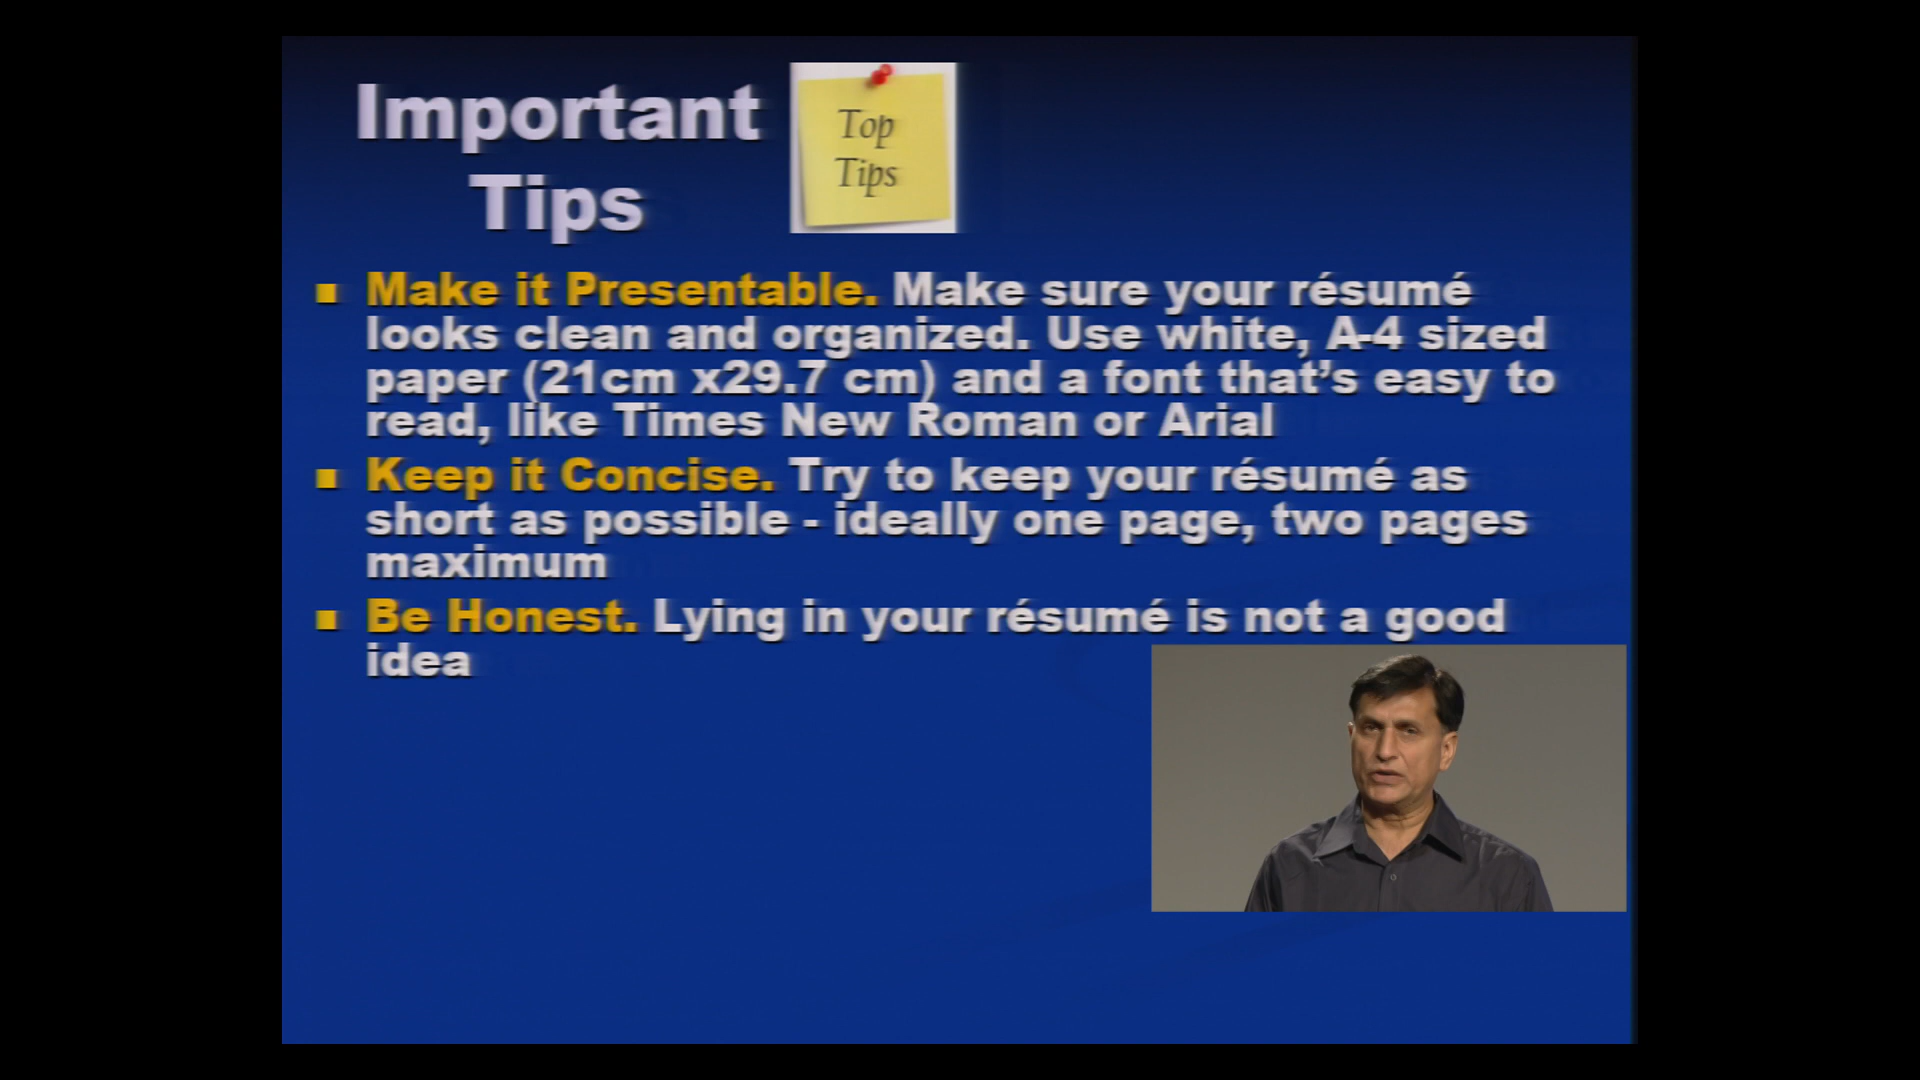 Important
Tips
Top
Tips
Make it Presentable. Make sure your résumé
looks clean and organized. Use white, A-4 sized
paper (21cm x29.7 cm) and a font that’s easy to
read, like Times New Roman or Arial
Keep it Concise. Try to keep your résumé as
short as possible - ideally one page, two pages
maximum
Be Honest. Lying in your résumé is not a good
idea